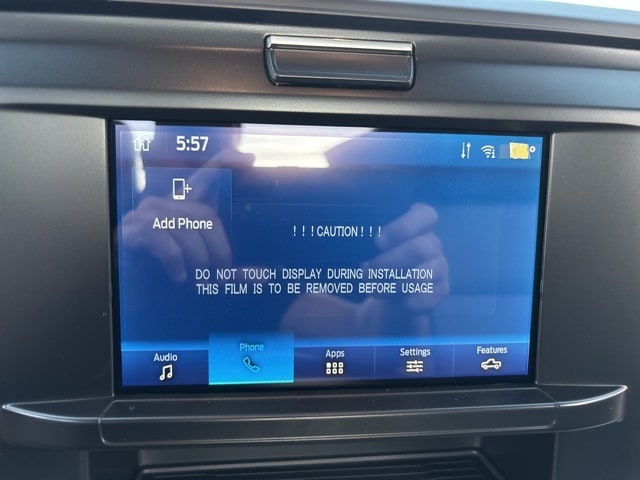 5:57
Add Phone
! ! ! CAUTION ! ! !
DO NOT TOUCH DISPLAY DURING INSTALLATION
THIS FILM IS TO BE REMOVED BEFORE USAGE
Audio
Phone
Apps
Settings
Features